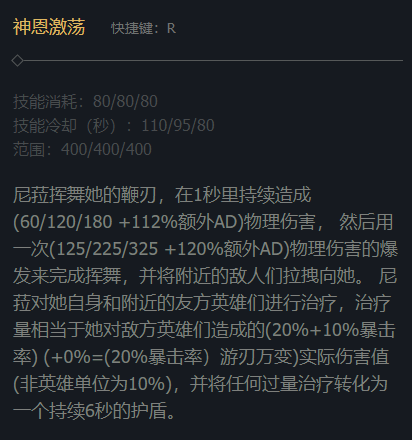 神恩激荡 快捷键：R
技能消耗：80/80/80
技能冷却（秒）：110/95/80
范围：400/400/400
尼菈挥舞她的鞭刃，在1秒里持续造成
(60/120/180 +112%额外AD)物理伤害， 然后用
一次(125/225/325 +120%额外AD)物理伤害的爆
发来完成挥舞，并将附近的敌人们拉拽向她。 尼
菈对她自身和附近的友方英雄们进行治疗，治疗
量相当于她对敌方英雄们造成的(20%+10%暴击
率) (+0%=(20%暴击率）游刃万变)实际伤害值
(非英雄单位为10%)，并将任何过量治疗转化为
一个持续6秒的护盾。